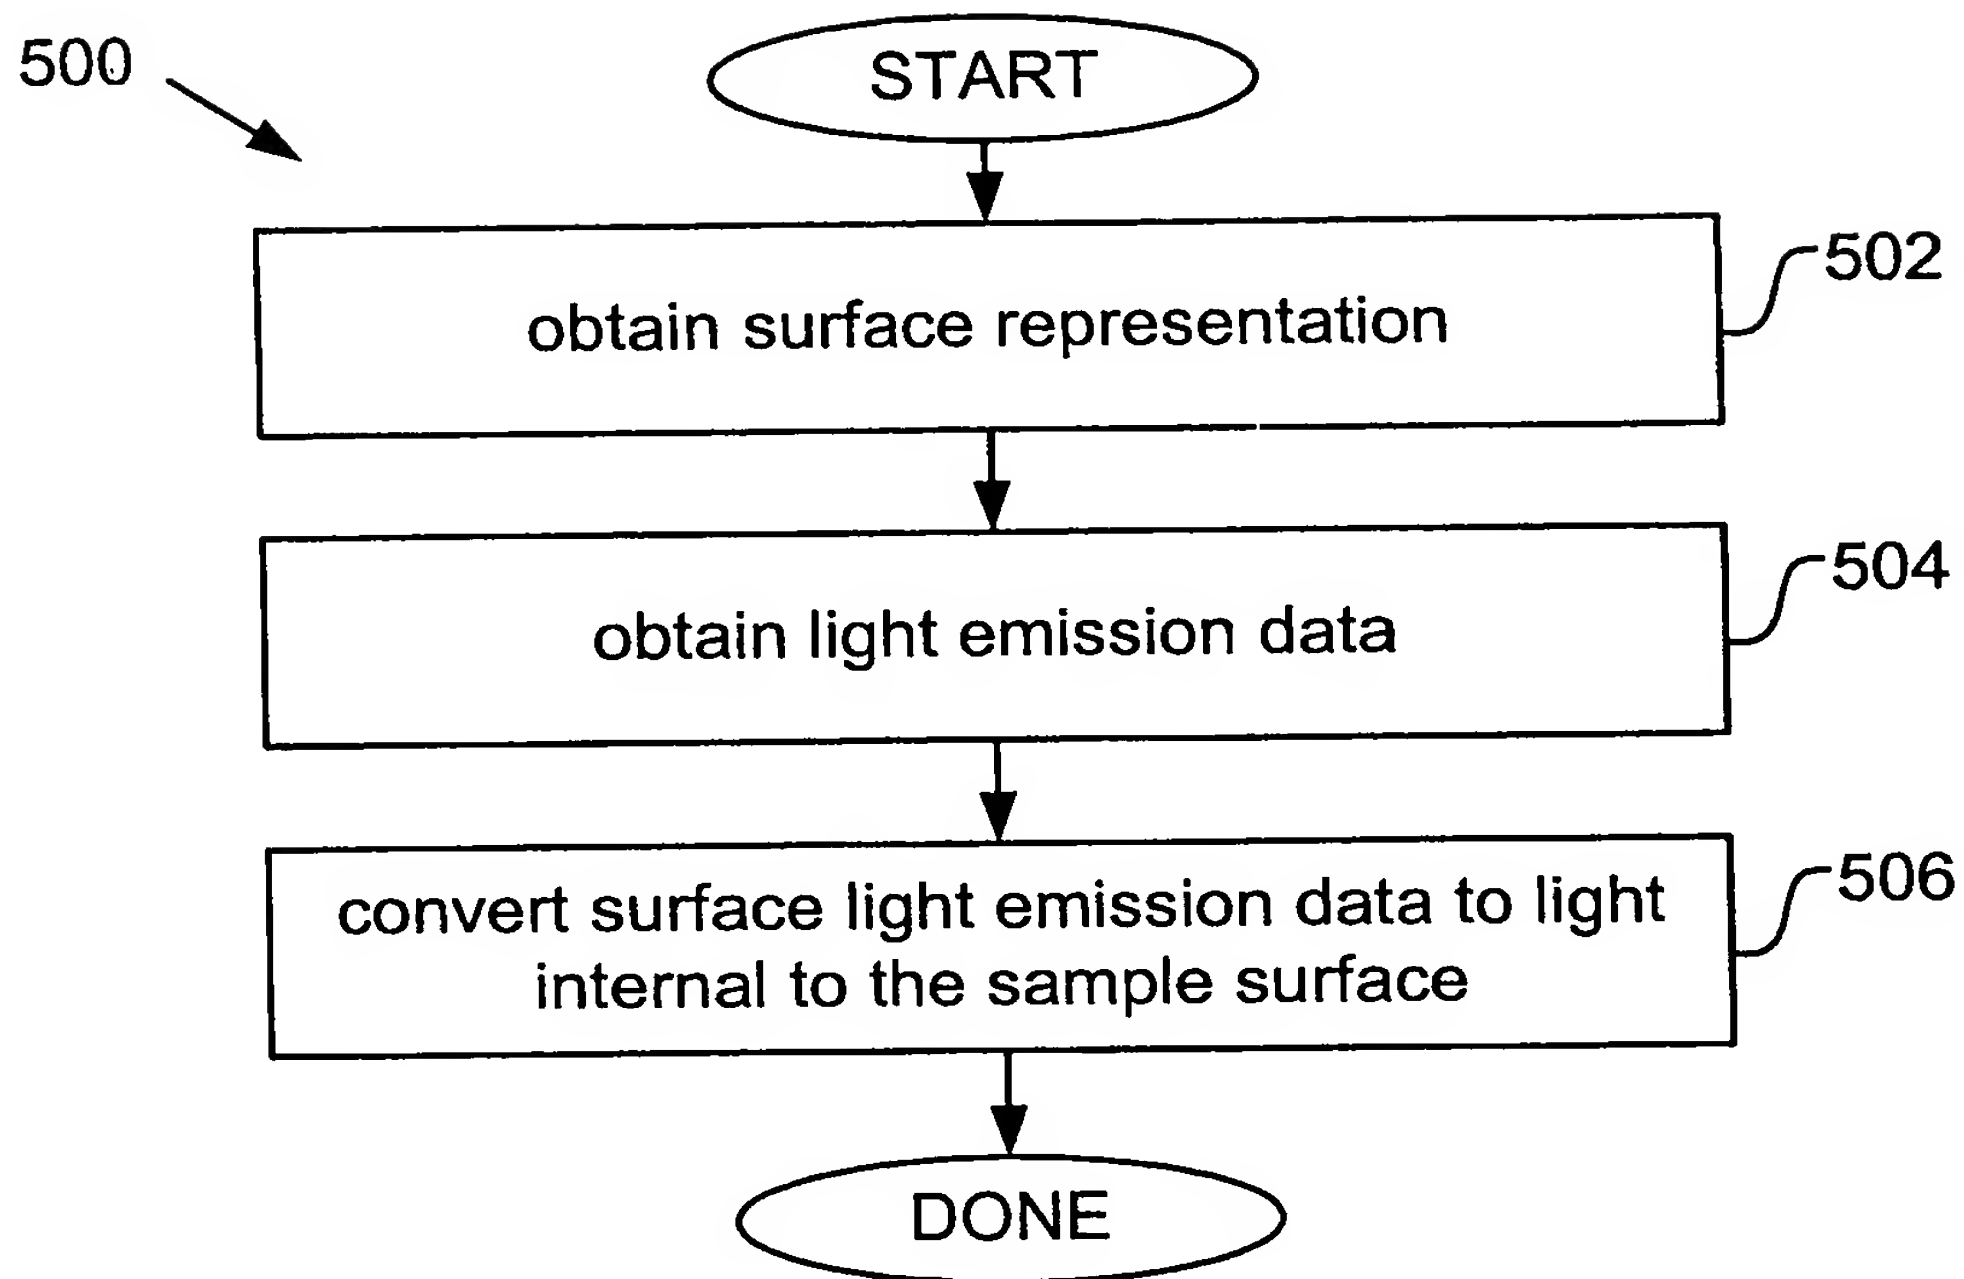 500
START
obtain surface representation
502
obtain light emission data
504
convert surface light emission data to light
internal to the sample surface
506
DONE